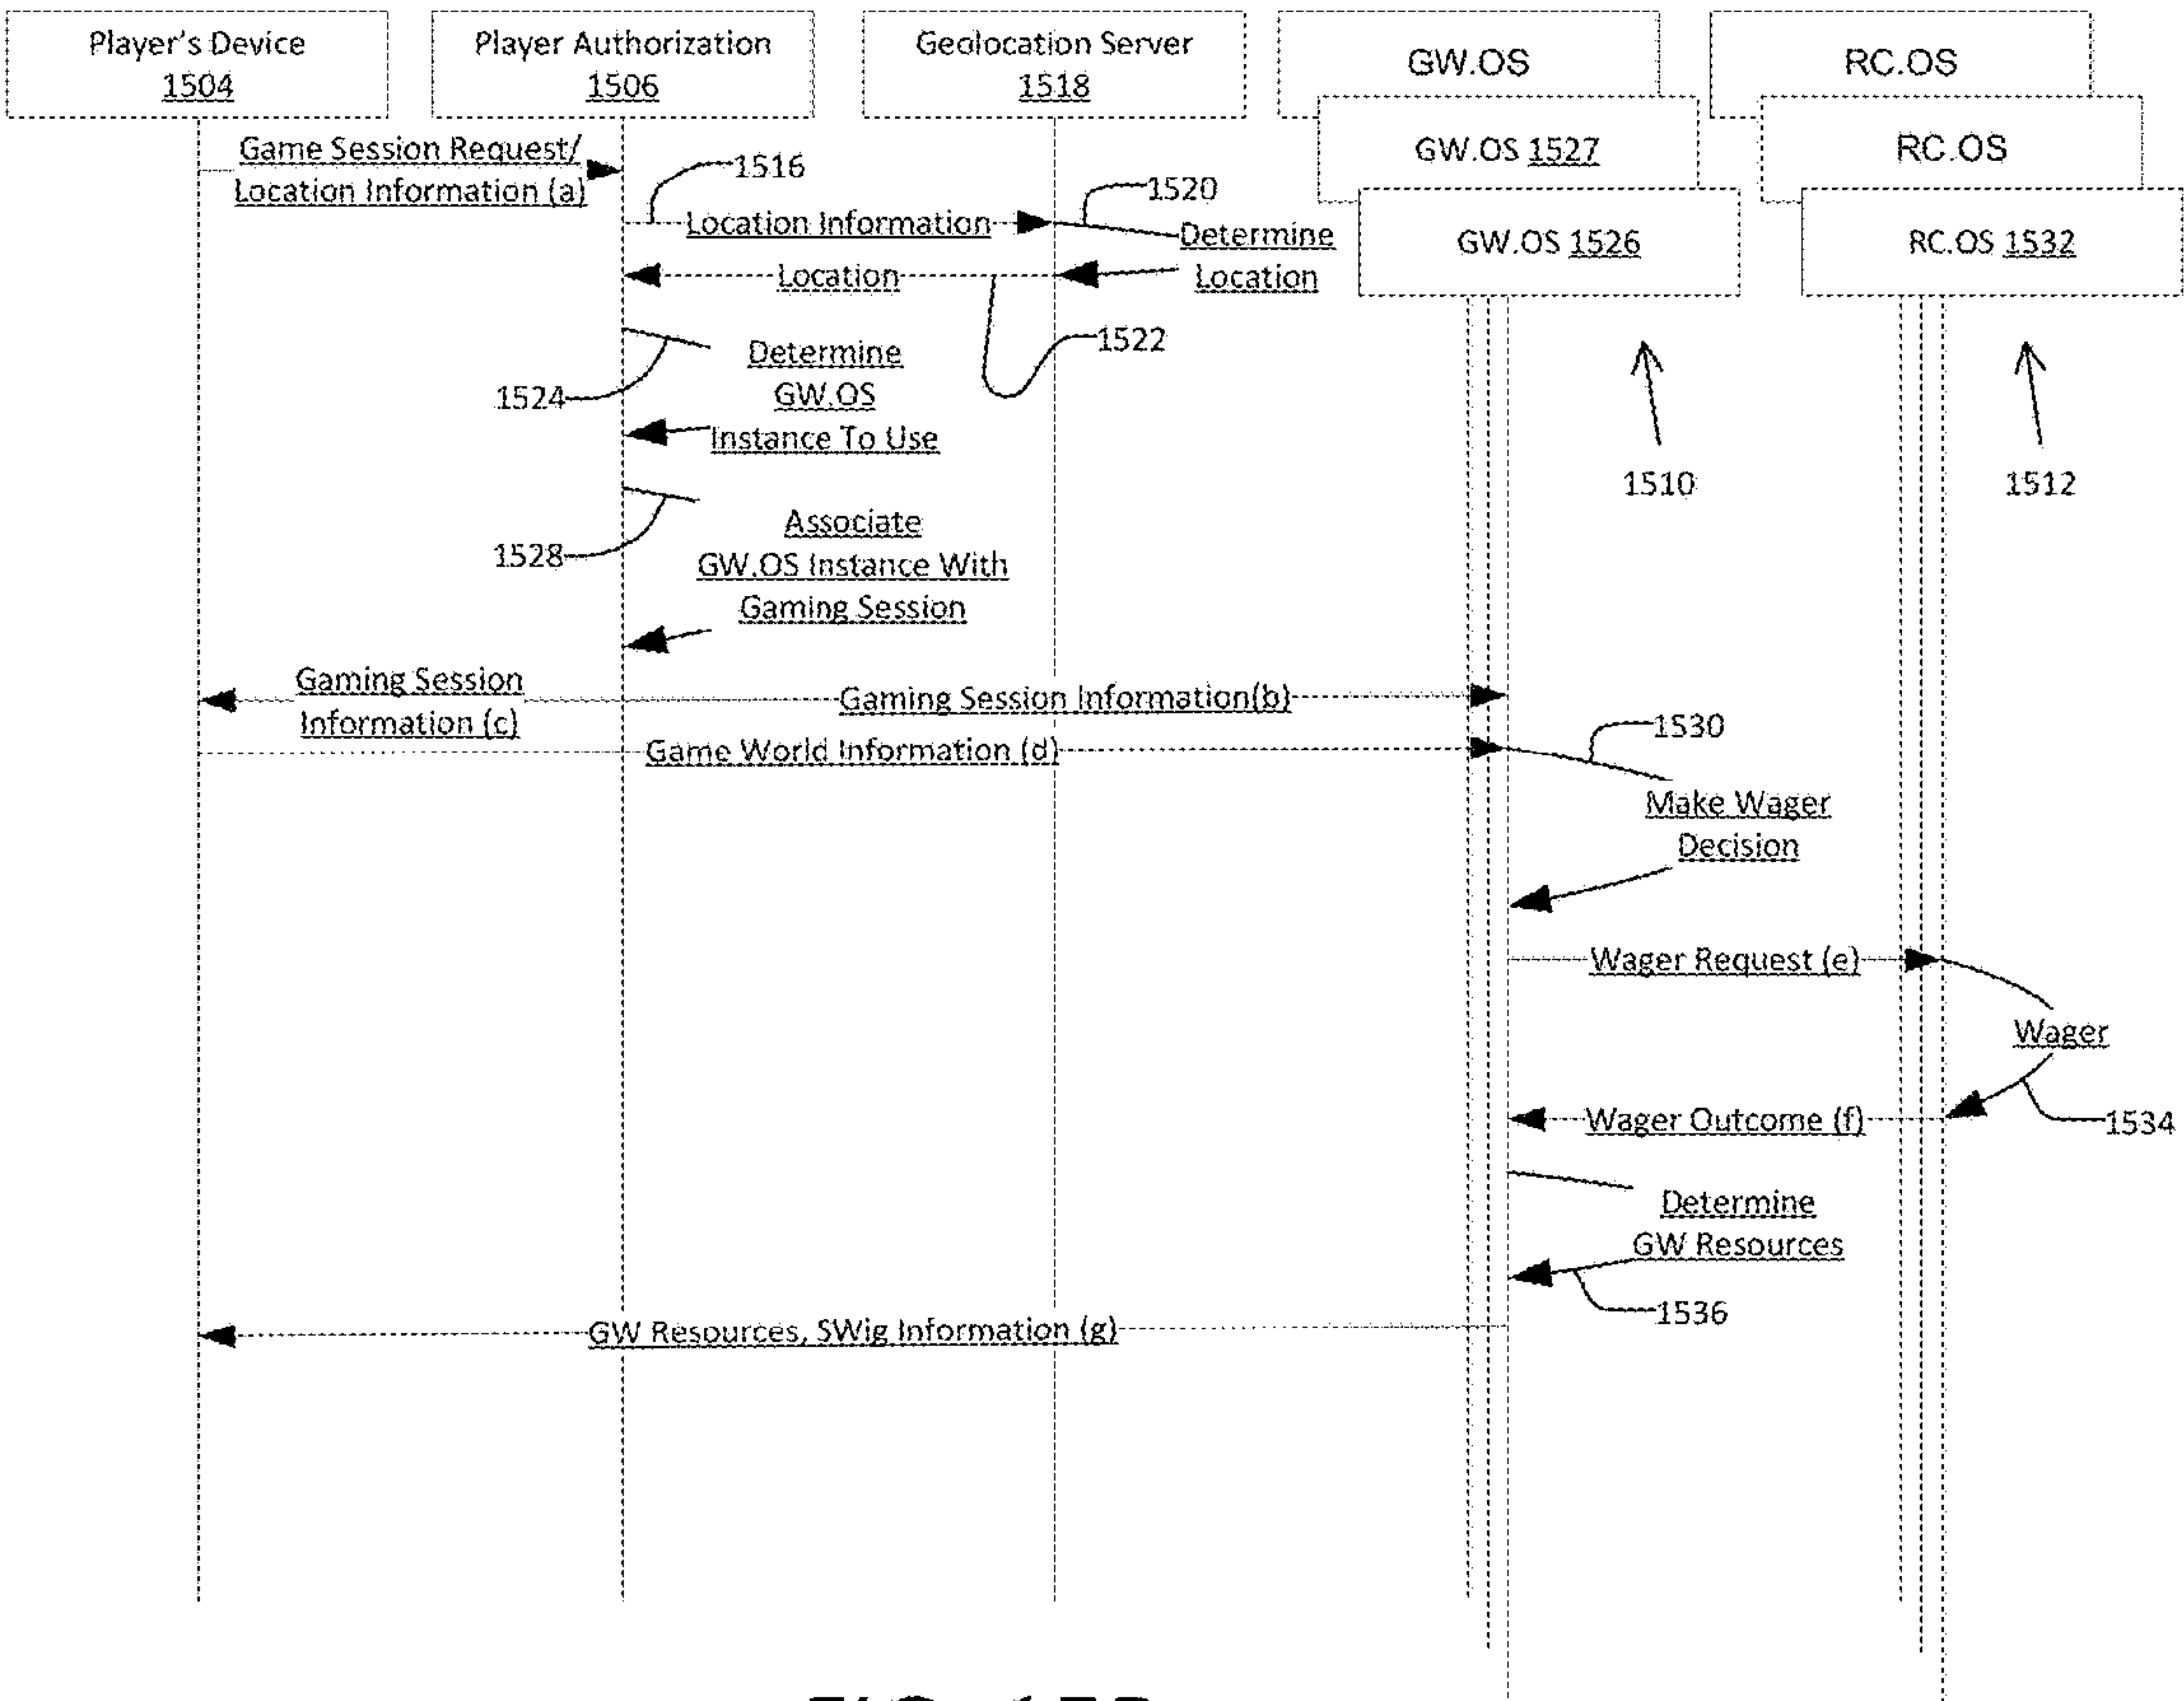 Player's Device
1504
Player Authorization
1506
Geolocation Server
1518
GW.OS
GW.OS 1527
GW.OS 1526
RC.OS
RC.OS
RC.OS 1532
Game Session Request/
Location Information (a)
1516
Location Information
1520
Determine
Location
Location
1522
1524
Determine
GW.OS
Instance To Use
1510
1512
1528
Associate
GW.OS Instance With
Gaming Session
Gaming Session
Information (c)
Gaming Session Information(b)
Game World Information (d)
1530
Make Wager
Decision
Wager Request (e)
Wager
Wager Outcome (f)
1534
Determine
GW Resources
1536
GW Resources, SWig Information (g)